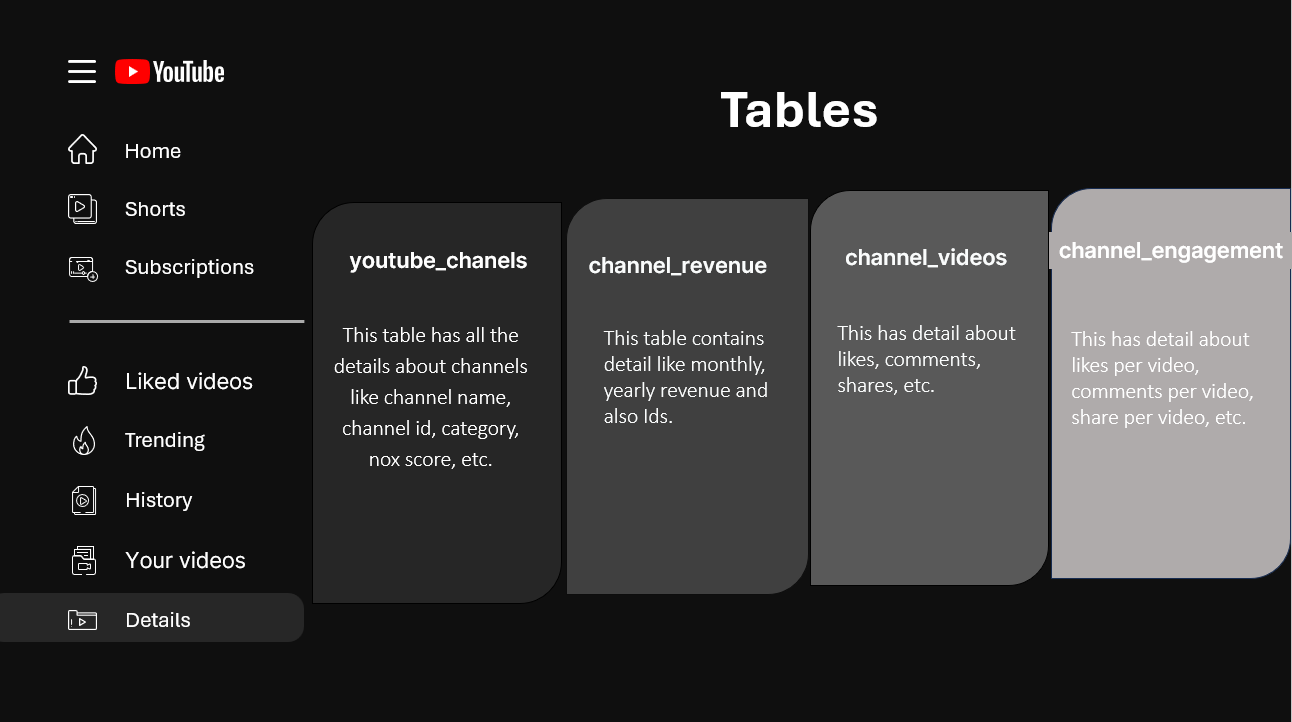 YouTube
Home
Shorts
Subscriptions
Liked videos
Trending
History
Your videos
Details
Tables
youtube_chanels
This table has all the
details about channels
like channel name,
channel id, category,
nox score, etc.
channel_revenue
This table contains
detail like monthly,
yearly revenue and
also Ids.
channel_videos
This has detail about
likes, comments,
shares, etc.
channel_engagement
This has detail about
likes per video,
comments per video,
share per video, etc.